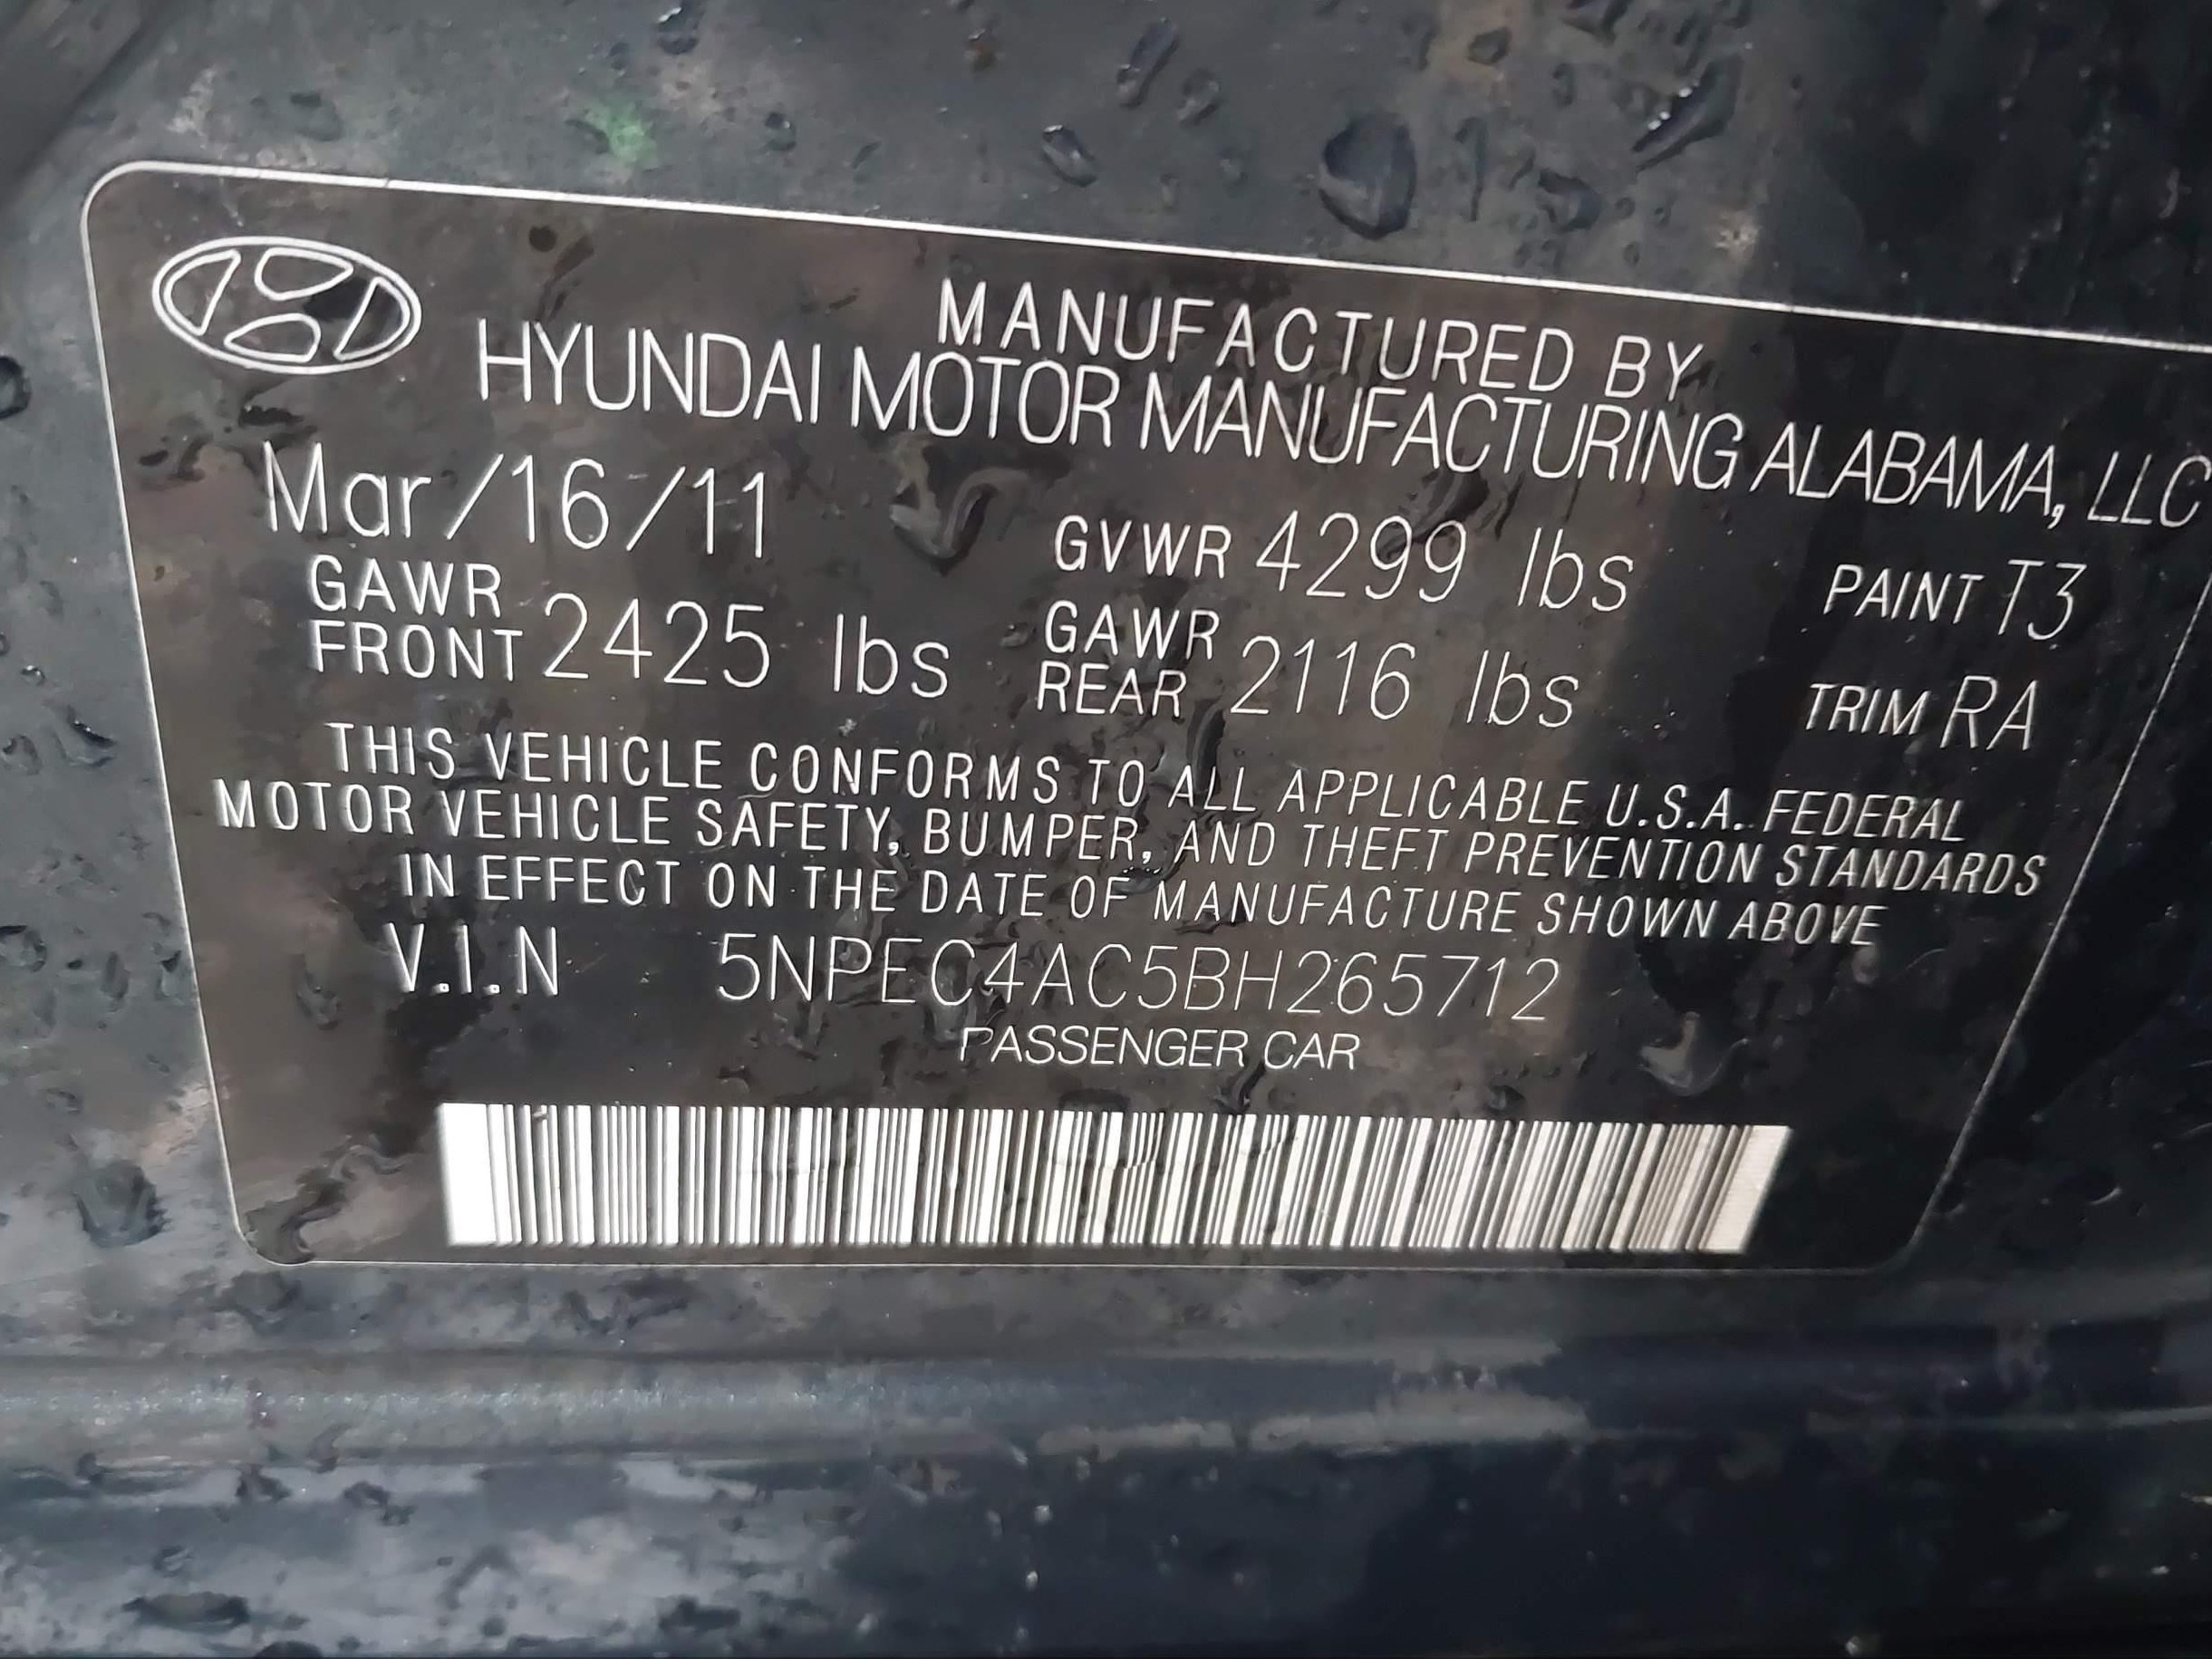 MANUFACTURED BY
HYUNDAI MOTOR MANUFACTURING ALABAMA, LLC
Mar/16/11 GVWR 4299 lbs PAINT T3
GAWR FRONT 2425 lbs GAWR REAR 2116 lbs TRIM RA
THIS VEHICLE CONFORMS TO ALL APPLICABLE U.S.A. FEDERAL
MOTOR VEHICLE SAFETY, BUMPER, AND THEFT PREVENTION STANDARDS
IN EFFECT ON THE DATE OF MANUFACTURE SHOWN ABOVE
V.I.N 5NPEC4AC5BH265712
PASSENGER CAR